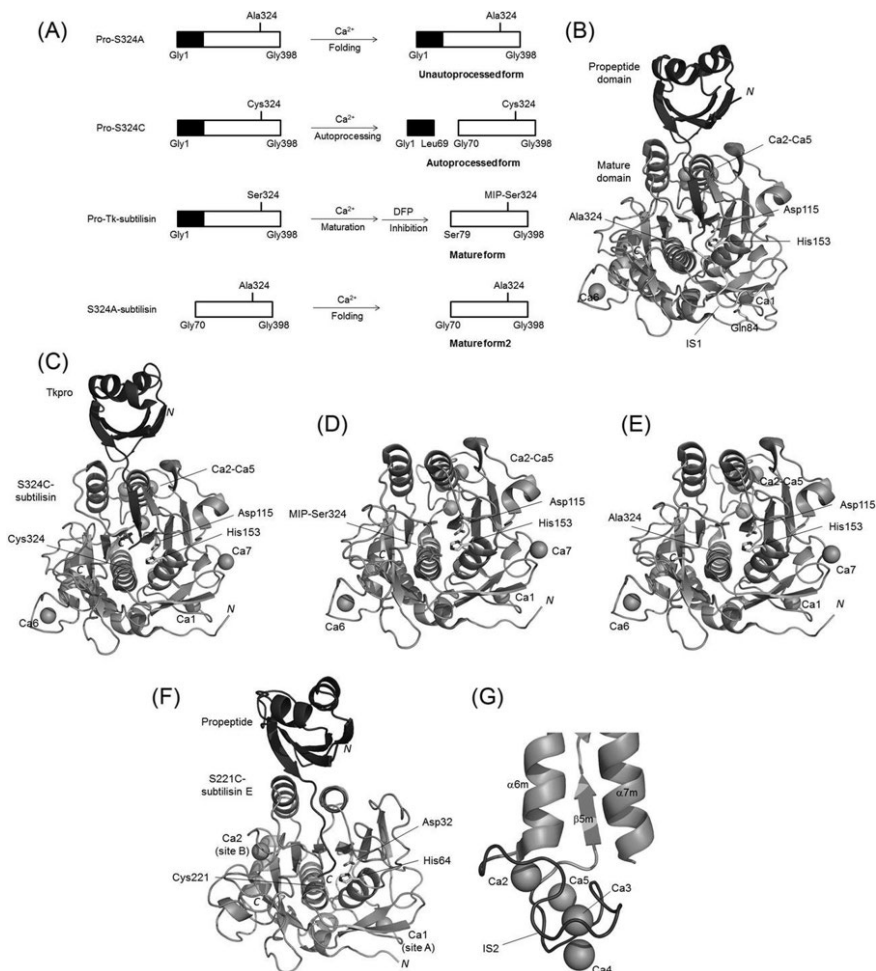 (A)
Pro-S324A
Ala324
Gly1
Gly398
Ca²⁺
Folding
Ala324
Gly1
Gly398
Unautoprocessed form
Pro-S324C
Cys324
Gly1
Gly398
Ca²⁺
Autoprocessing
Cys324
Gly1
Leu69
Gly70
Gly398
Autoprocessed form
Pro-Tk-subtilisin
Ser324
Gly1
Gly398
Ca²⁺
Maturation
DFP
Inhibition
MIP-Ser324
Ser79
Gly398
Mature form
S324A-subtilisin
Ala324
Gly70
Gly398
Ca²⁺
Folding
Ala324
Gly70
Gly398
Mature form2
(B)
Propeptide
domain
N
Ca2-Ca5
Mature
domain
Ala324
Asp115
His153
C
Ca6
Ca1
Gln84
IS1
(C)
Tkpro
N
S324C-
subtilisin
Ca2-Ca5
Asp115
His153
Cys324
Ca7
C
Ca6
Ca1
N
(D)
Ca2-Ca5
MIP-Ser324
Asp115
His153
Ca7
C
Ca6
Ca1
N
(E)
Ca2-Ca5
Asp115
Ala324
His153
Ca7
C
Ca6
Ca1
N
(F)
Propeptide
N
S221C-
subtilisin E
Asp32
Ca2
(site B)
His64
Cys221
C
C
Ca1
(site A)
N
(G)
α6m
α7m
β5m
Ca2
Ca5
Ca3
IS2
Ca4